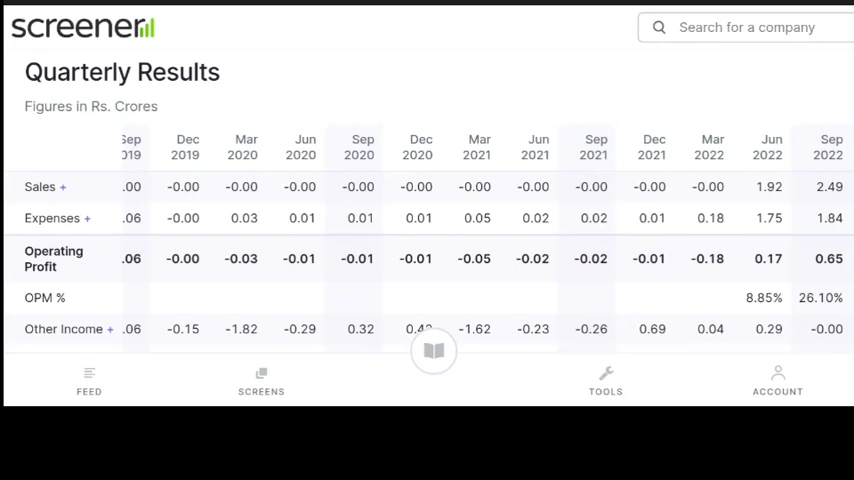 screener
Search for a company
Quarterly Results
Figures in Rs. Crores
Sep Dec Mar Jun Sep Dec Mar Jun Sep Dec Mar Jun Sep
2019 2020 2020 2020 2020 2021 2021 2021 2021 2022 2022 2022
Sales + .00 -0.00 -0.00 -0.00 -0.00 -0.00 -0.00 -0.00 -0.00 -0.00 -0.00 1.92 2.49
Expenses + .06 -0.00 0.03 0.01 0.01 0.01 0.05 0.02 0.02 0.01 0.18 1.75 1.84
Operating
Profit .06 -0.00 -0.03 -0.01 -0.01 -0.01 -0.05 -0.02 -0.02 -0.01 -0.18 0.17 0.65
OPM % 8.85% 26.10%
Other Income + .06 -0.15 -1.82 -0.29 0.32 -1.62 -0.23 -0.26 0.69 0.04 0.29 -0.00
FEED SCREENS TOOLS ACCOUNT